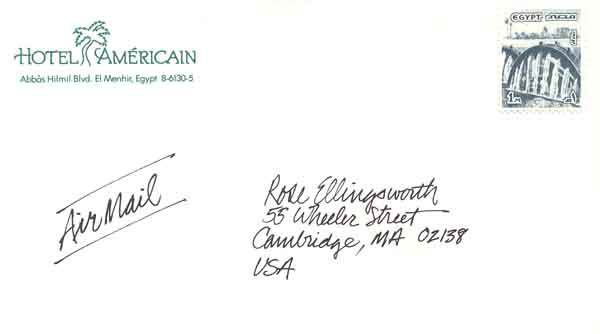 HOTEL AMÉRICAIN
Abbâs Hilmil Blvd. El Menhir, Egypt 8-6130-5
EGYPT مصر
1 M ١
Air Mail
Rose Ellingsworth
55 Wheeler Street
Cambridge, MA 02138
USA